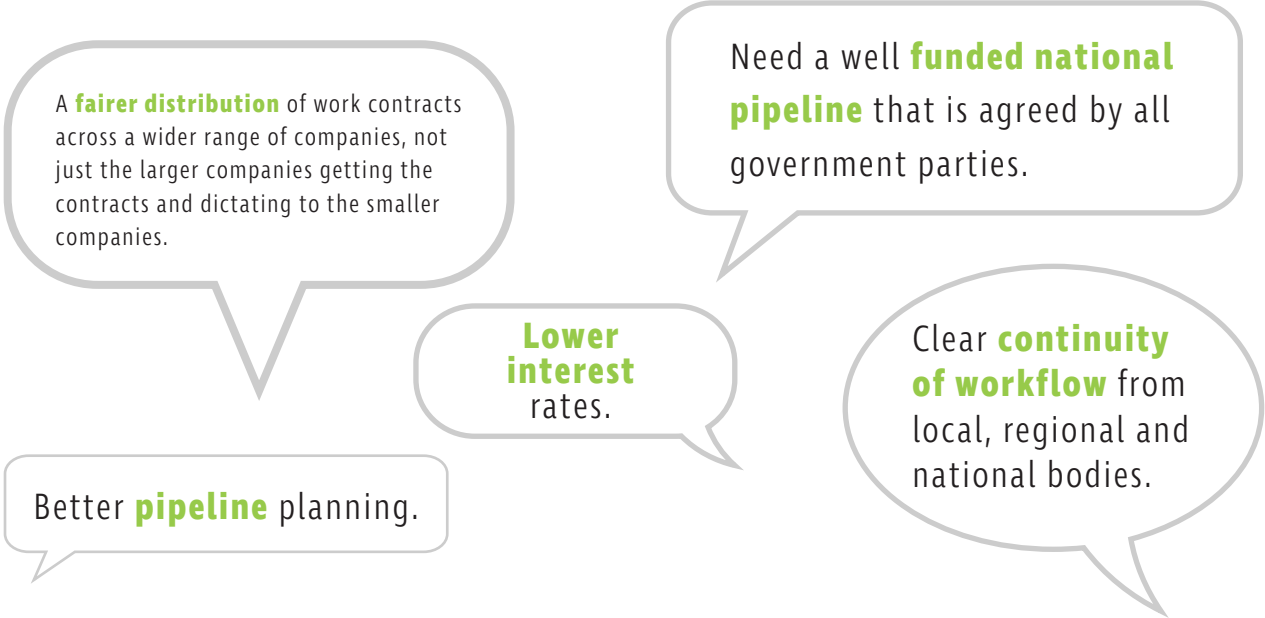 A fairer distribution of work contracts
across a wider range of companies, not
just the larger companies getting the
contracts and dictating to the smaller
companies.
Need a well funded national
pipeline that is agreed by all
government parties.
Lower
interest
rates.
Clear continuity
of workflow from
local, regional and
national bodies.
Better pipeline planning.